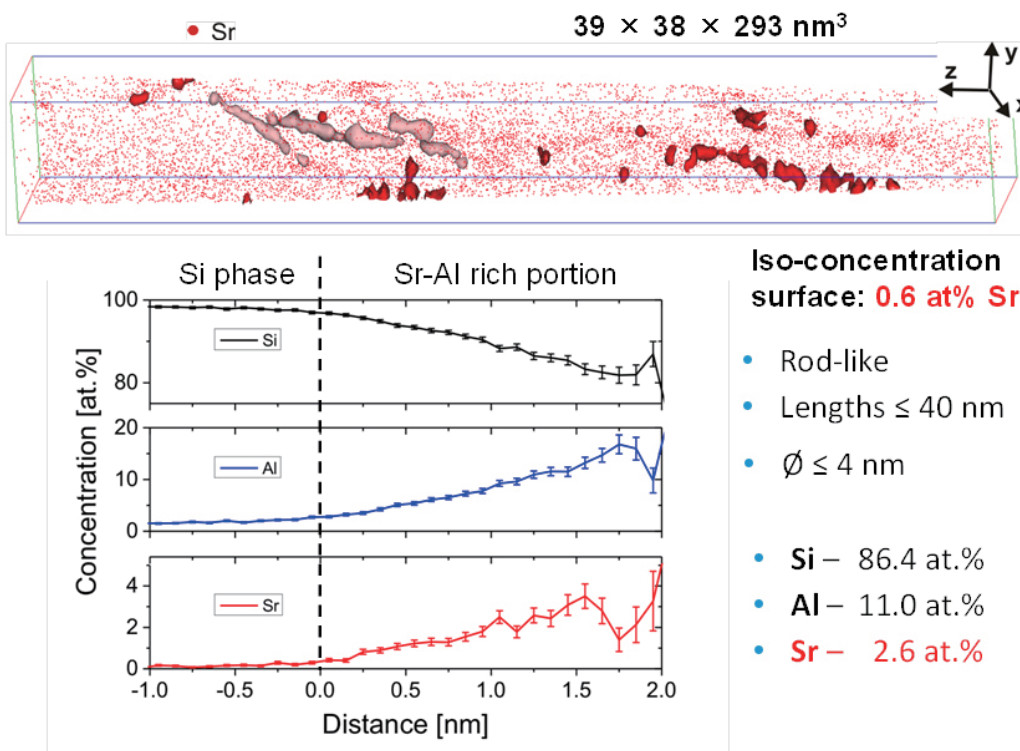 Sr
39 × 38 × 293 nm³
y
z
x
Si phase
Sr-Al rich portion
Concentration [at.%]
100
80
Si
20
10
0
Al
4
2
0
Sr
-1.0 -0.5 0.0 0.5 1.0 1.5 2.0
Distance [nm]
Iso-concentration
surface: 0.6 at% Sr
• Rod-like
• Lengths ≤ 40 nm
• Ø ≤ 4 nm
• Si – 86.4 at.%
• Al – 11.0 at.%
• Sr – 2.6 at.%